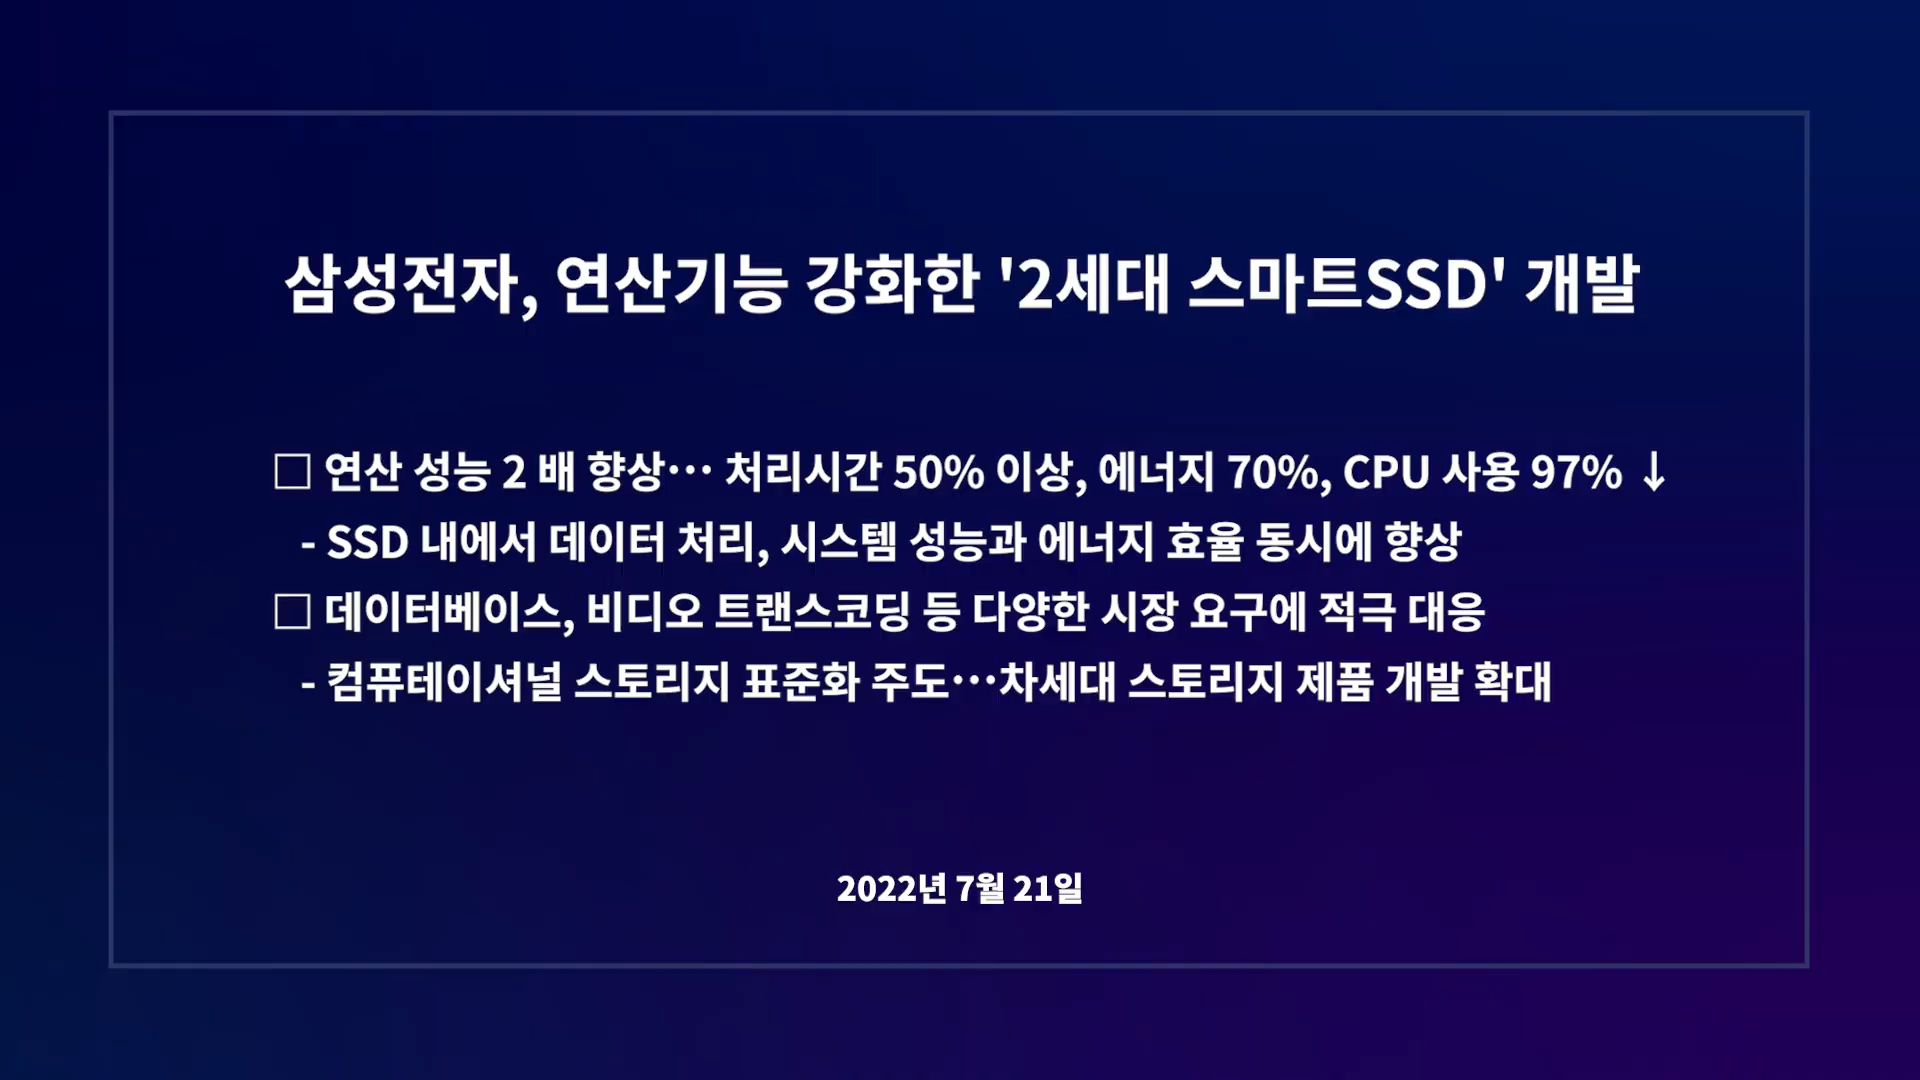 삼성전자, 연산기능 강화한 '2세대 스마트SSD' 개발
□ 연산 성능 2 배 향상… 처리시간 50% 이상, 에너지 70%, CPU 사용 97% ↓
- SSD 내에서 데이터 처리, 시스템 성능과 에너지 효율 동시에 향상
□ 데이터베이스, 비디오 트랜스코딩 등 다양한 시장 요구에 적극 대응
- 컴퓨테이셔널 스토리지 표준화 주도…차세대 스토리지 제품 개발 확대
2022년 7월 21일